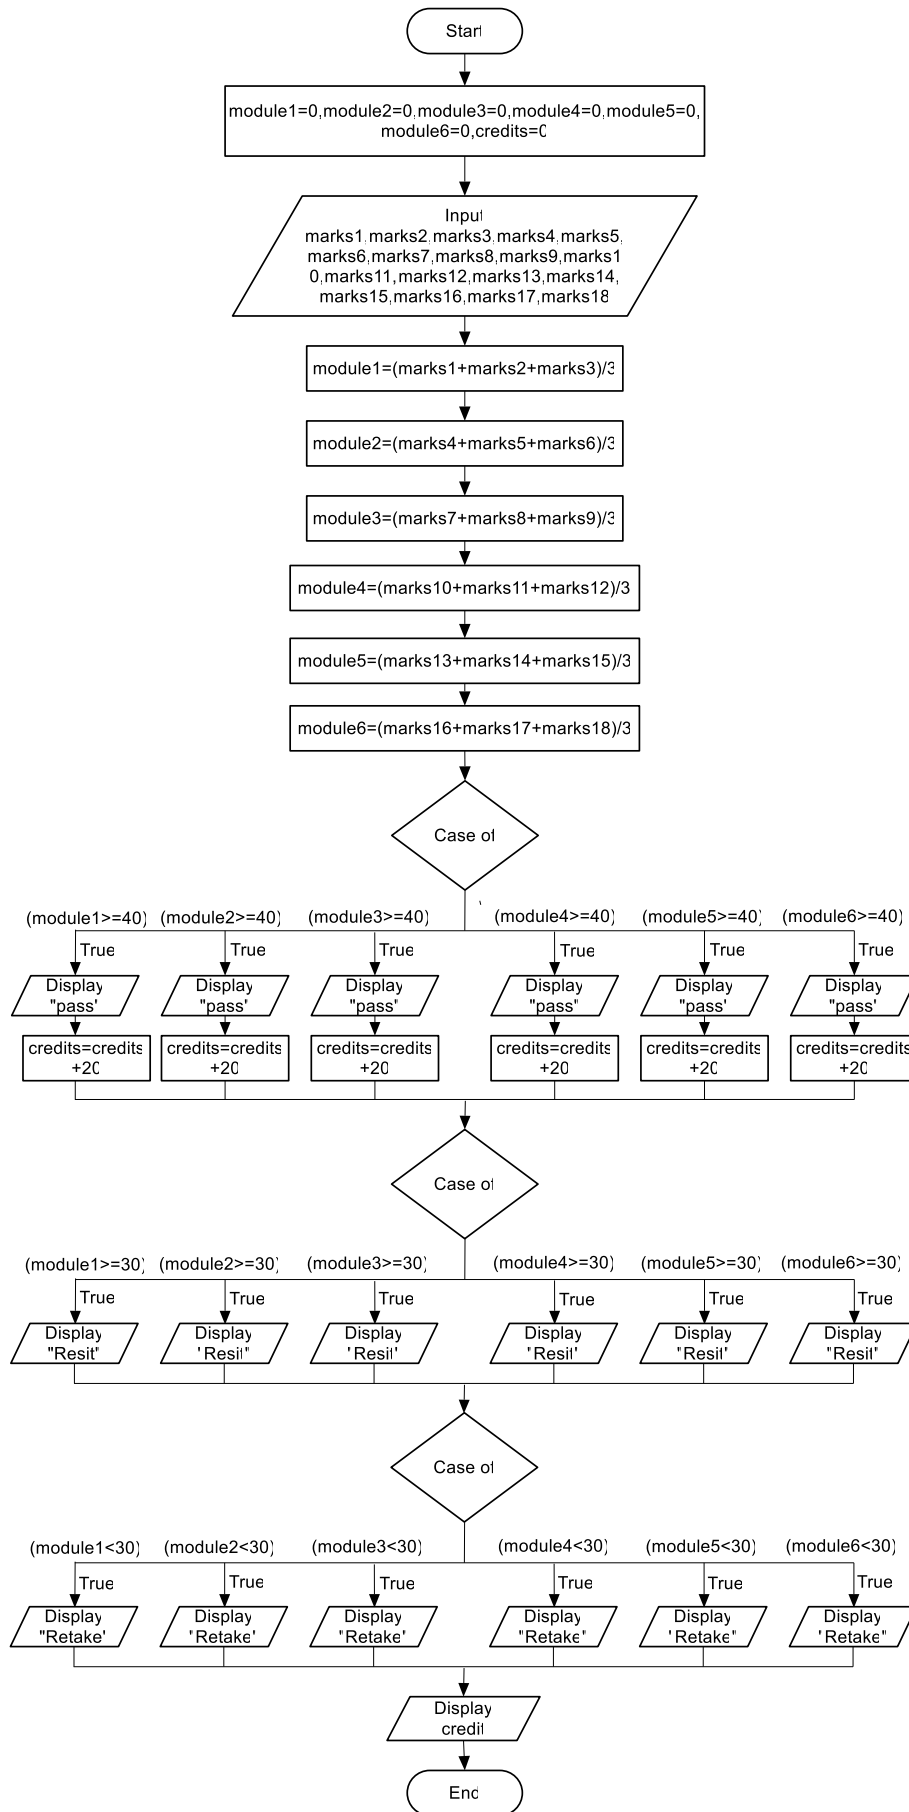 Start
module1=0,module2=0,module3=0,module4=0,module5=0,
module6=0,credits=0
Input
marks1,marks2,marks3,marks4,marks5,
marks6,marks7,marks8,marks9,marks1
0,marks11,marks12,marks13,marks14,
marks15,marks16,marks17,marks18
module1=(marks1+marks2+marks3)/3
module2=(marks4+marks5+marks6)/3
module3=(marks7+marks8+marks9)/3
module4=(marks10+marks11+marks12)/3
module5=(marks13+marks14+marks15)/3
module6=(marks16+marks17+marks18)/3
Case of
(module1>=40) (module2>=40) (module3>=40) (module4>=40) (module5>=40) (module6>=40)
True True True True True True
Display Display Display Display Display Display
"pass" "pass" "pass" "pass" "pass" "pass"
credits=credits credits=credits credits=credits credits=credits credits=credits credits=credits
+20 +20 +20 +20 +20 +20
Case of
(module1>=30) (module2>=30) (module3>=30) (module4>=30) (module5>=30) (module6>=30)
True True True True True True
Display Display Display Display Display Display
"Resit" "Resit" "Resit" "Resit" "Resit" "Resit"
Case of
(module1<30) (module2<30) (module3<30) (module4<30) (module5<30) (module6<30)
True True True True True True
Display Display Display Display Display Display
"Retake" "Retake" "Retake" "Retake" "Retake" "Retake"
Display
credit
End